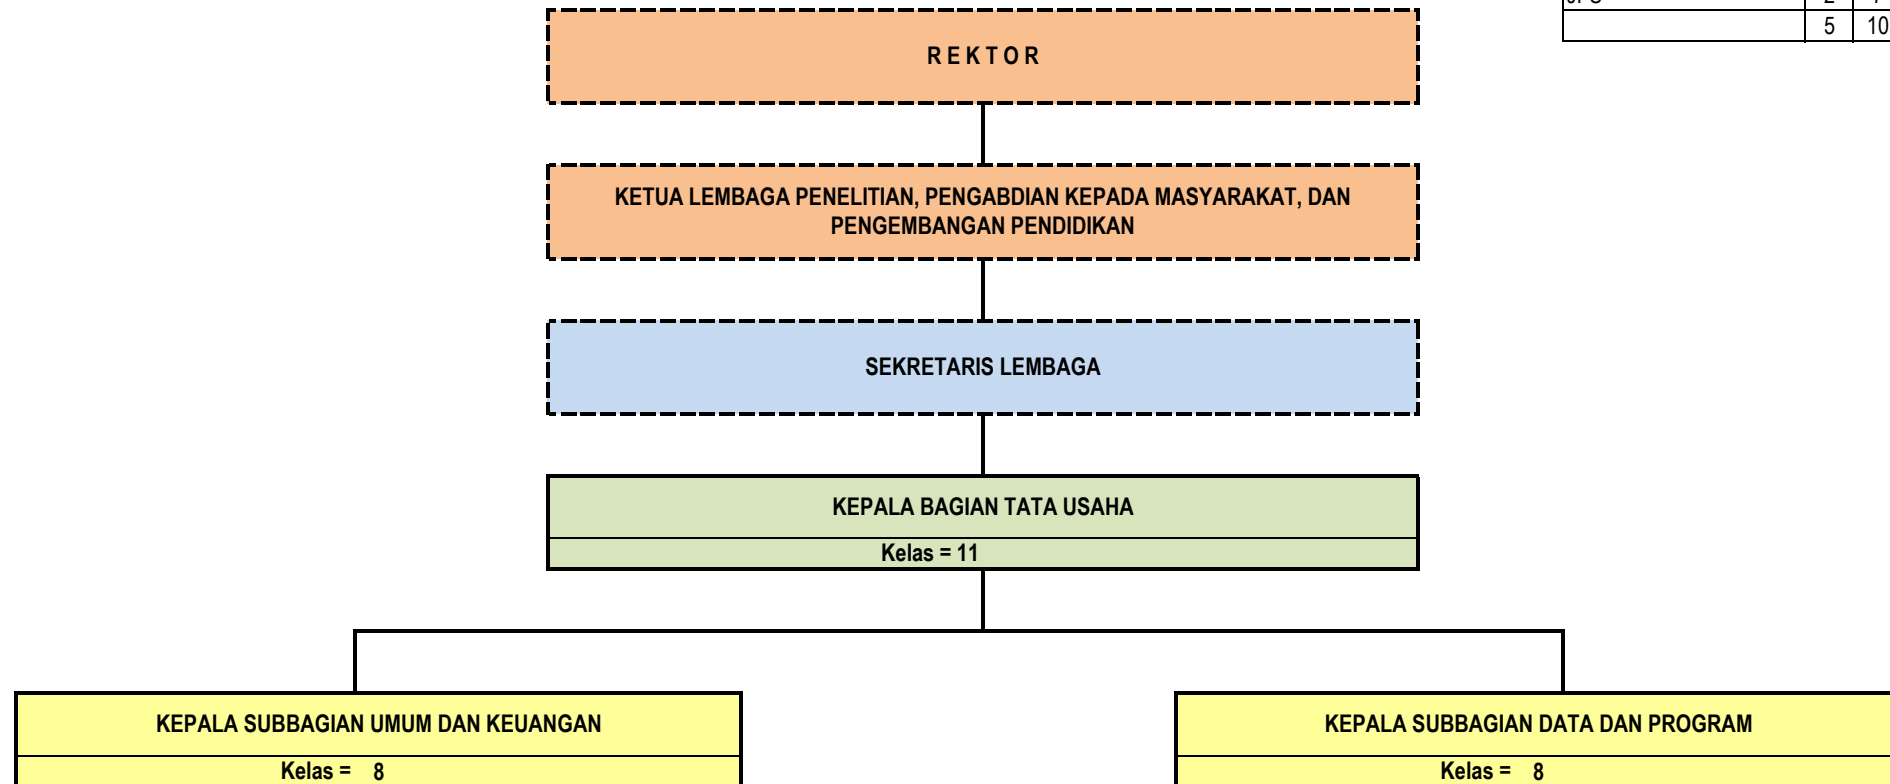 5 10
R E K T O R
KETUA LEMBAGA PENELITIAN, PENGABDIAN KEPADA MASYARAKAT, DAN
PENGEMBANGAN PENDIDIKAN
SEKRETARIS LEMBAGA
KEPALA BAGIAN TATA USAHA
Kelas = 11
KEPALA SUBBAGIAN UMUM DAN KEUANGAN
Kelas = 8
KEPALA SUBBAGIAN DATA DAN PROGRAM
Kelas = 8